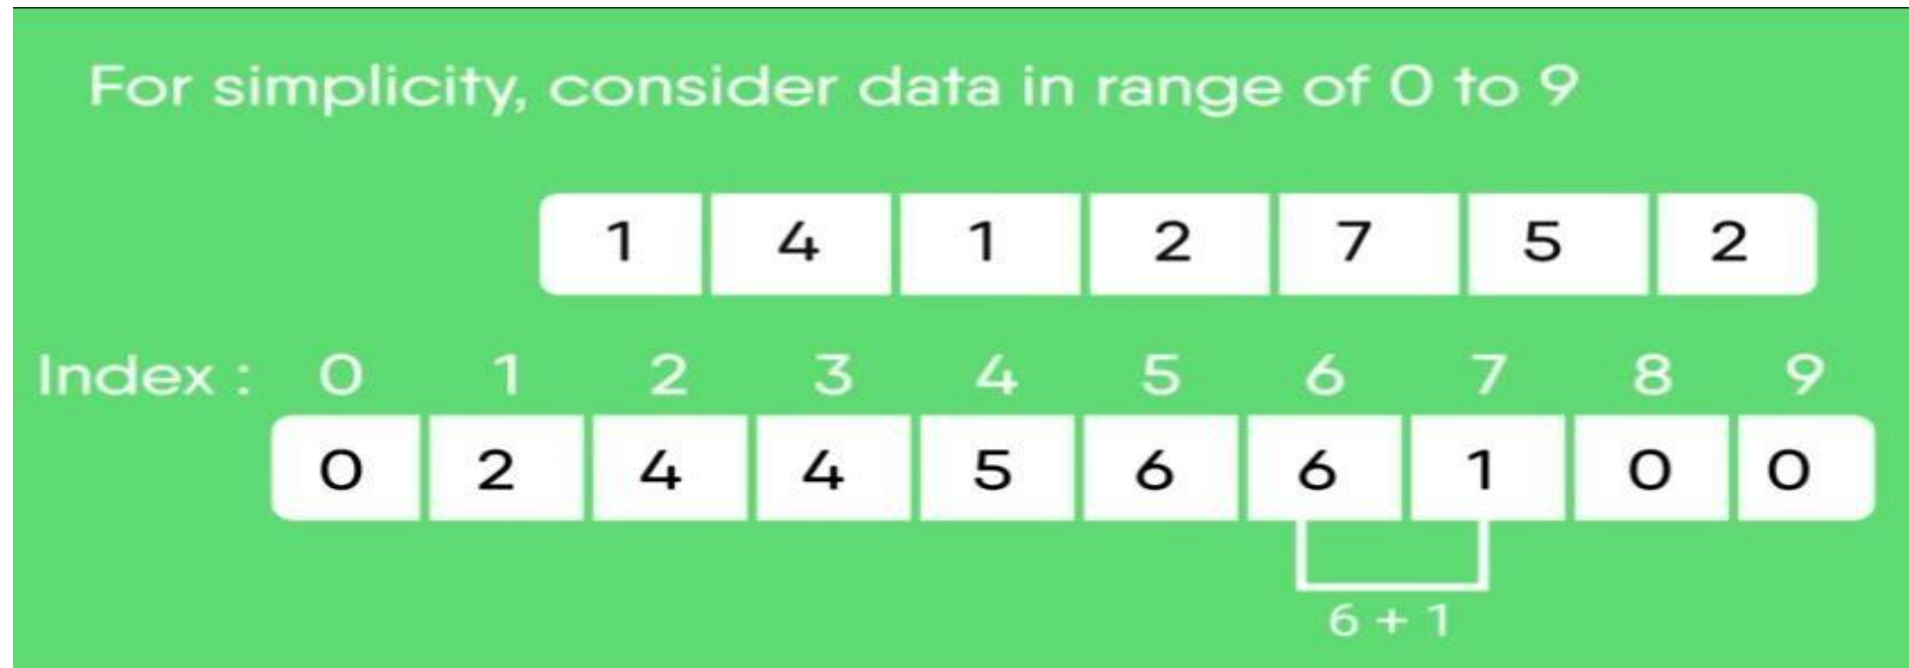 For simplicity, consider data in range of 0 to 9
1 4 1 2 7 5 2
Index : 0 1 2 3 4 5 6 7 8 9
0 2 4 4 5 6 6 1 0 0
6 + 1